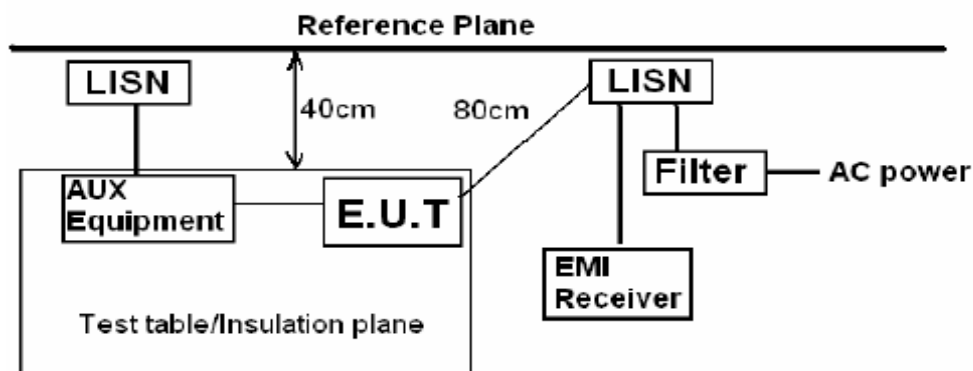 Reference Plane
LISN
40cm
80cm
LISN
AUX
Equipment
E.U.T
Filter
AC power
EMI
Receiver
Test table/Insulation plane